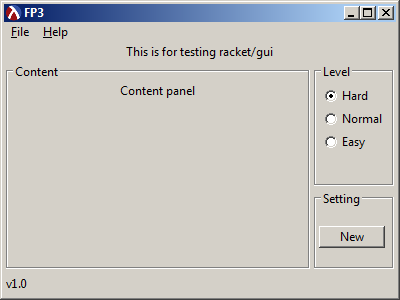 FP3
File Help
This is for testing racket/gui
Content
Content panel
Level
Hard
Normal
Easy
Setting
New
v1.0